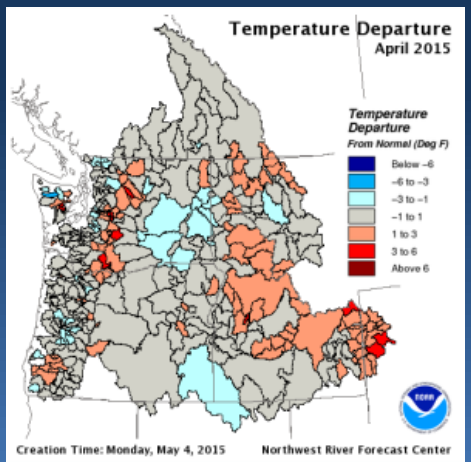 Temperature Departure
April 2015
Temperature
Departure
From Normal (Deg F)
Below -6
-6 to -3
-3 to -1
-1 to 1
1 to 3
3 to 6
Above 6
NOAA
Creation Time: Monday, May 4, 2015 Northwest River Forecast Center